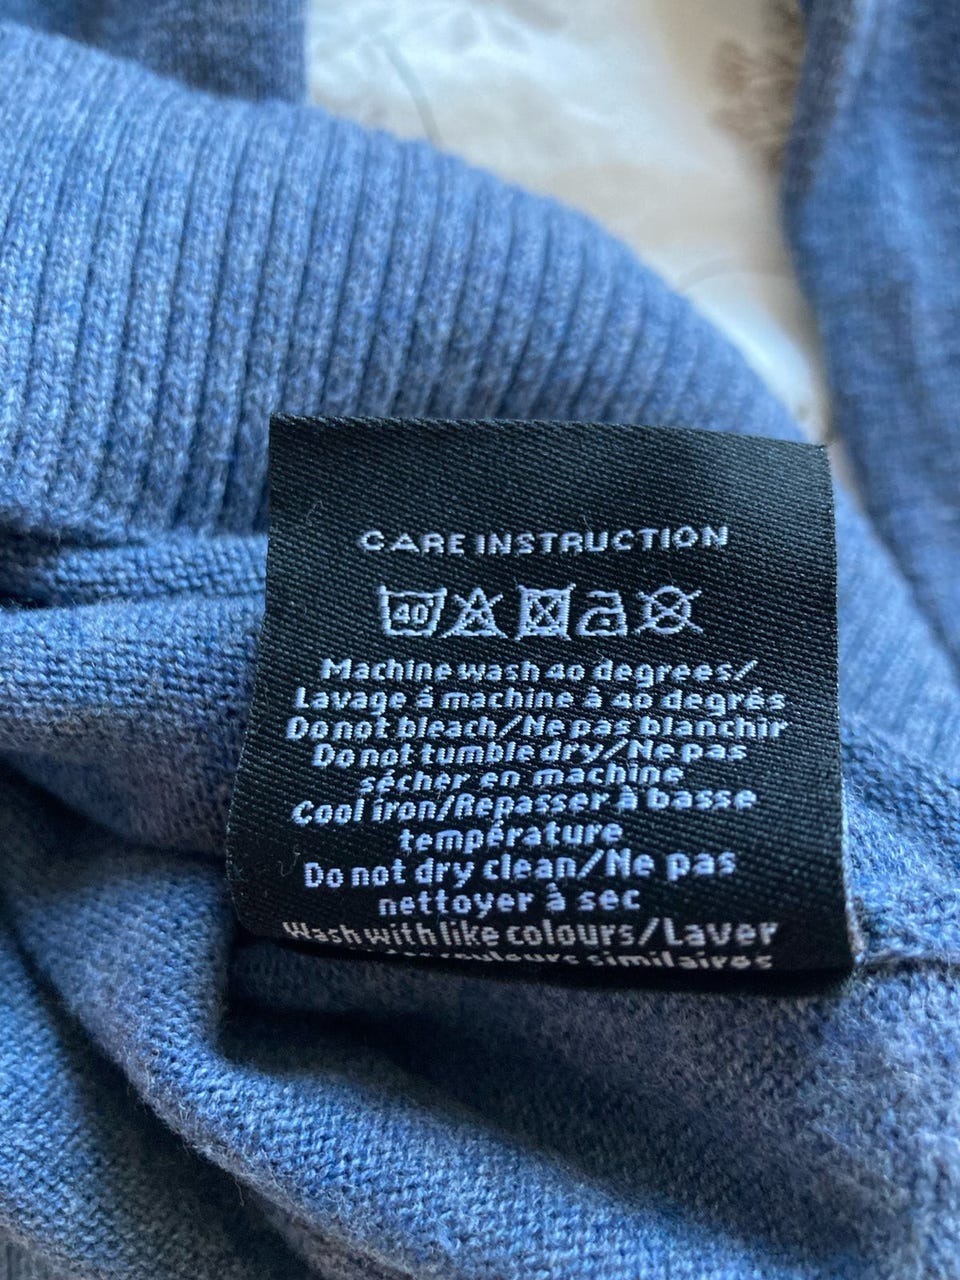 CARE INSTRUCTION
40
Machine wash 40 degrees/
Lavage á machine à 40 degrés
Do not bleach/Ne pas blanchir
Do not tumble dry/Ne pas
sécher en machine
Cool iron/Repasser à basse
température
Do not dry clean/Ne pas
nettoyer à sec
Wash with like colours/Laver
couleurs similaires